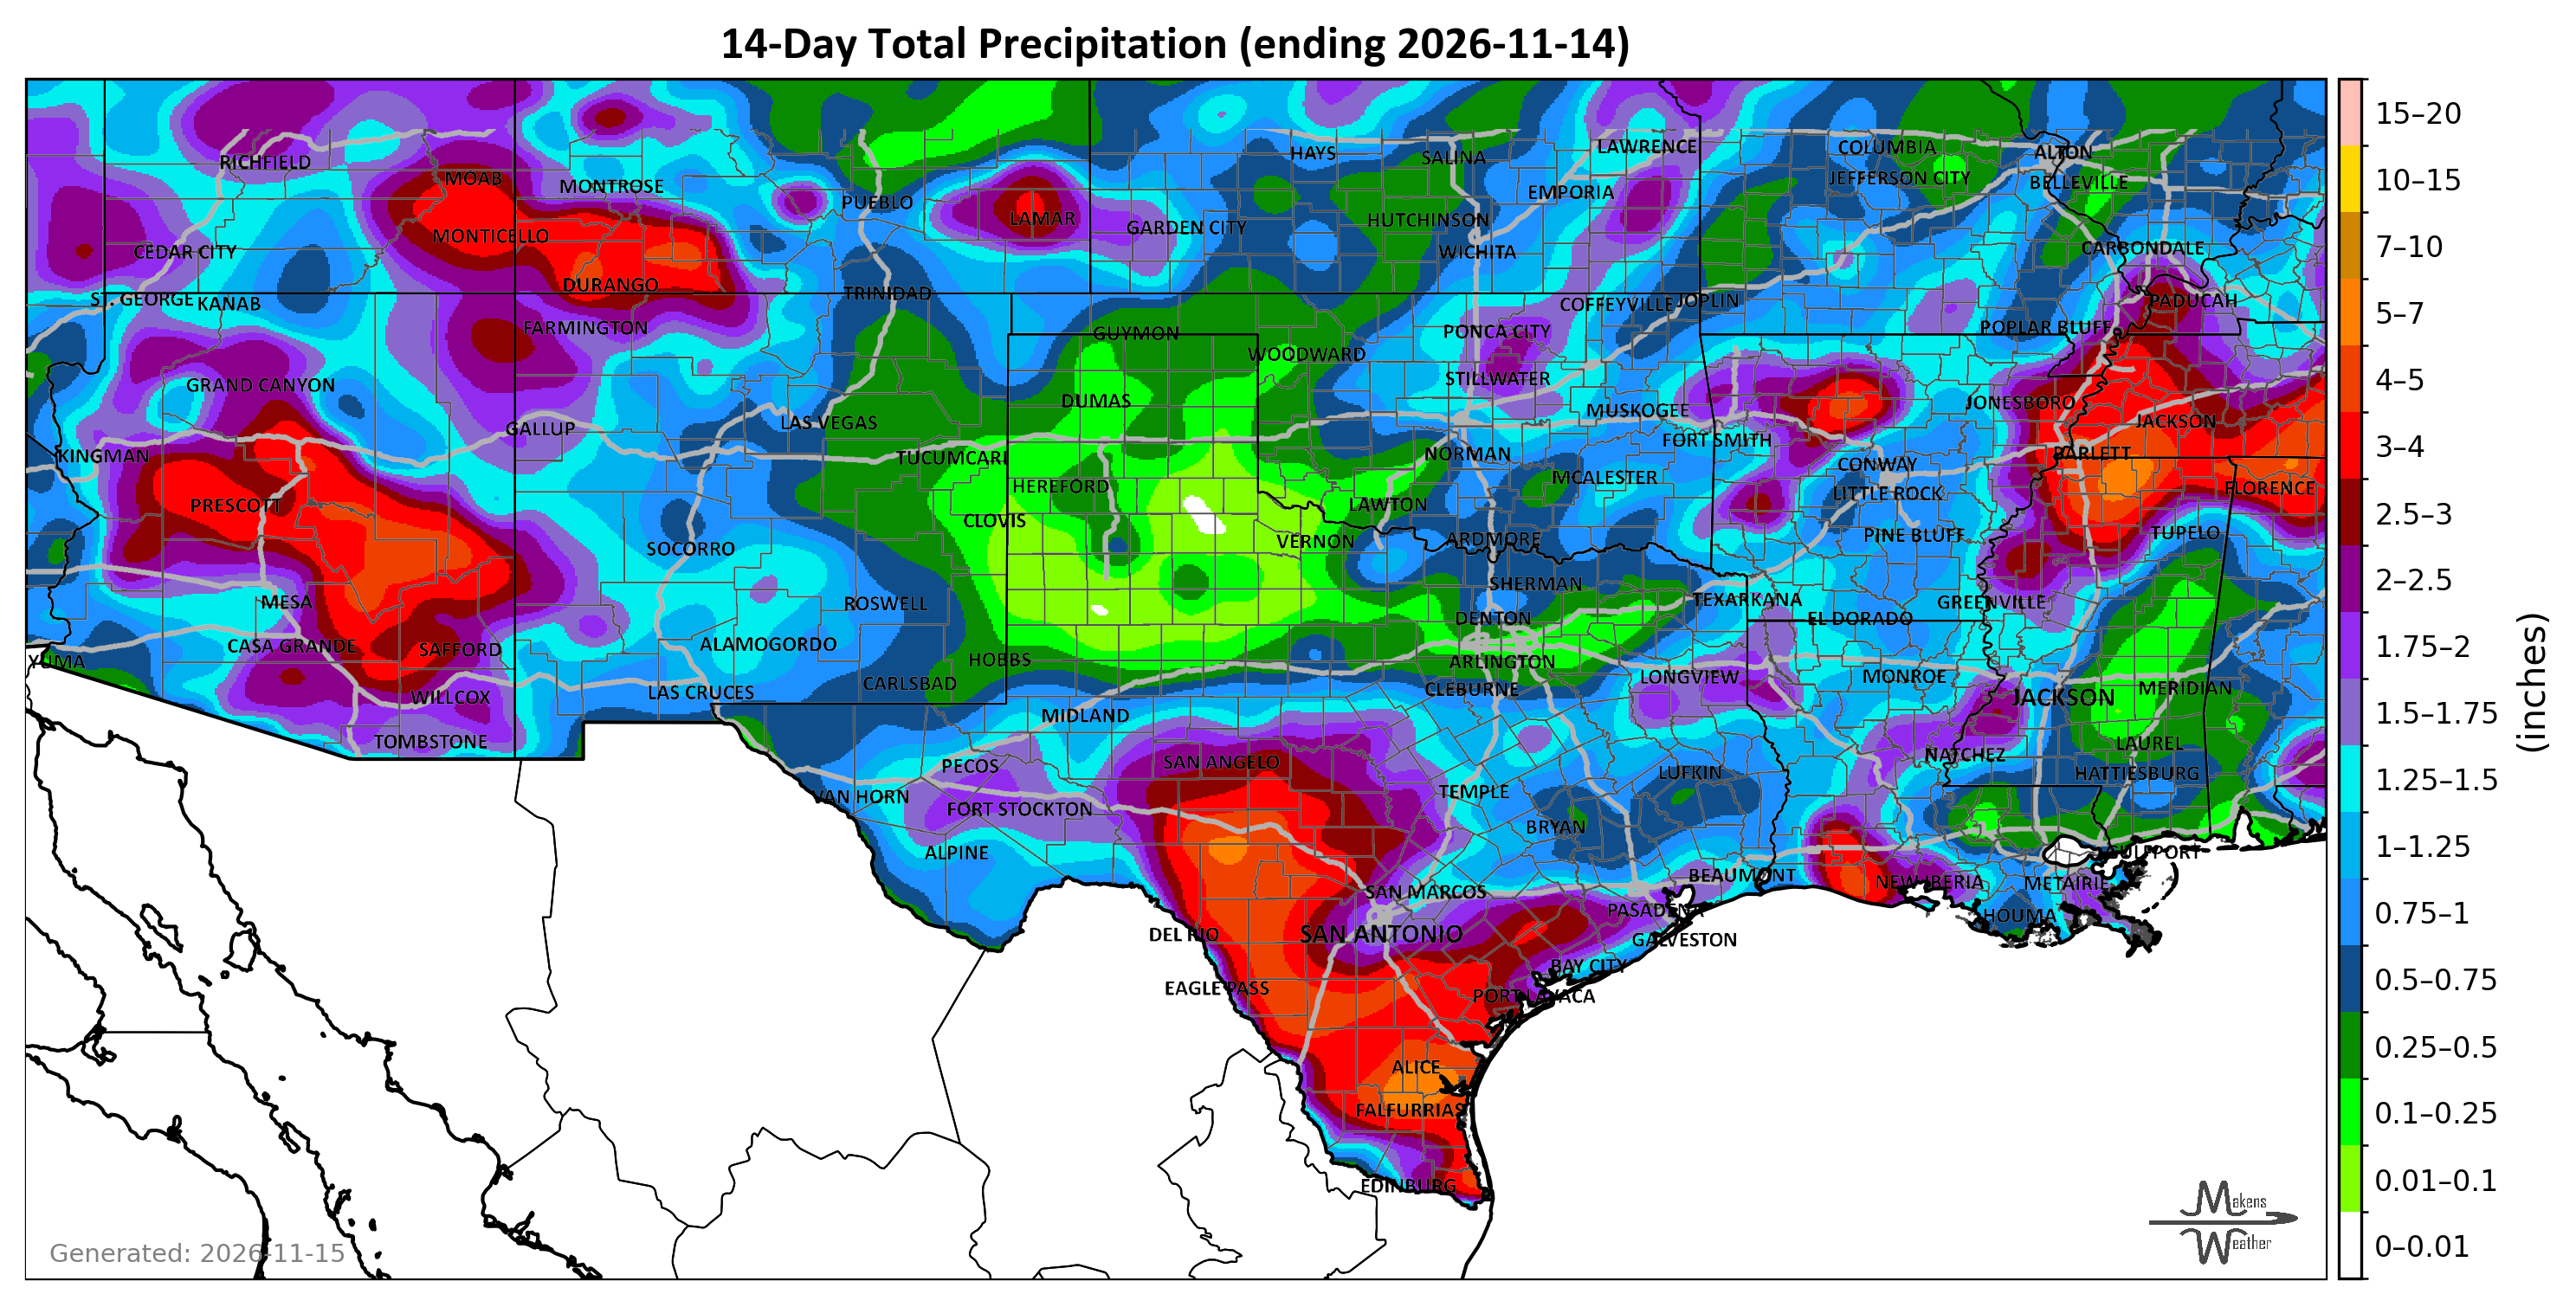 14-Day Total Precipitation (ending 2026-11-14)
RICHFIELD
MOAB
MONTROSE
PUEBLO
LAMAR
GARDEN CITY
HAYS
SALINA
HUTCHINSON
WICHITA
EMPORIA
LAWRENCE
COLUMBIA
JEFFERSON CITY
ALTON
BELLEVILLE
CEDAR CITY
MONTICELLO
DURANGO
CARBONDALE
ST. GEORGE
KANAB
TRINIDAD
COFFEYVILLE
JOPLIN
PADUCAH
FARMINGTON
GUYMON
WOODWARD
PONCA CITY
POPLAR BLUFF
GRAND CANYON
DUMAS
STILLWATER
MUSKOGEE
JONESBORO
JACKSON
KINGMAN
GALLUP
LAS VEGAS
TUCUMCARI
NORMAN
FORT SMITH
CONWAY
BARLETT
PRESCOTT
HEREFORD
LAWTON
MCALESTER
LITTLE ROCK
FLORENCE
CLOVIS
SOCORRO
VERNON
ARDMORE
PINE BLUFF
TUPELO
MESA
ROSWELL
SHERMAN
TEXARKANA
GREENVILLE
CASA GRANDE
SAFFORD
ALAMOGORDO
DENTON
EL DORADO
YUMA
HOBBS
ARLINGTON
WILLCOX
LAS CRUCES
CARLSBAD
CLEBURNE
LONGVIEW
MONROE
JACKSON
MERIDIAN
TOMBSTONE
MIDLAND
NATCHEZ
LAUREL
PECOS
SAN ANGELO
LUFKIN
HATTIESBURG
VAN HORN
FORT STOCKTON
TEMPLE
BRYAN
ALPINE
GULFPORT
SAN MARCOS
BEAUMONT
NEW IBERIA
METAIRIE
PASADENA
HOUMA
DEL RIO
SAN ANTONIO
GALVESTON
BAY CITY
EAGLE PASS
PORT LAVACA
ALICE
FALFURRIAS
EDINBURG
Generated: 2026-11-15
Makens
Weather
15–20
10–15
7–10
5–7
4–5
3–4
2.5–3
2–2.5
1.75–2
1.5–1.75
1.25–1.5
1–1.25
0.75–1
0.5–0.75
0.25–0.5
0.1–0.25
0.01–0.1
0–0.01
(inches)